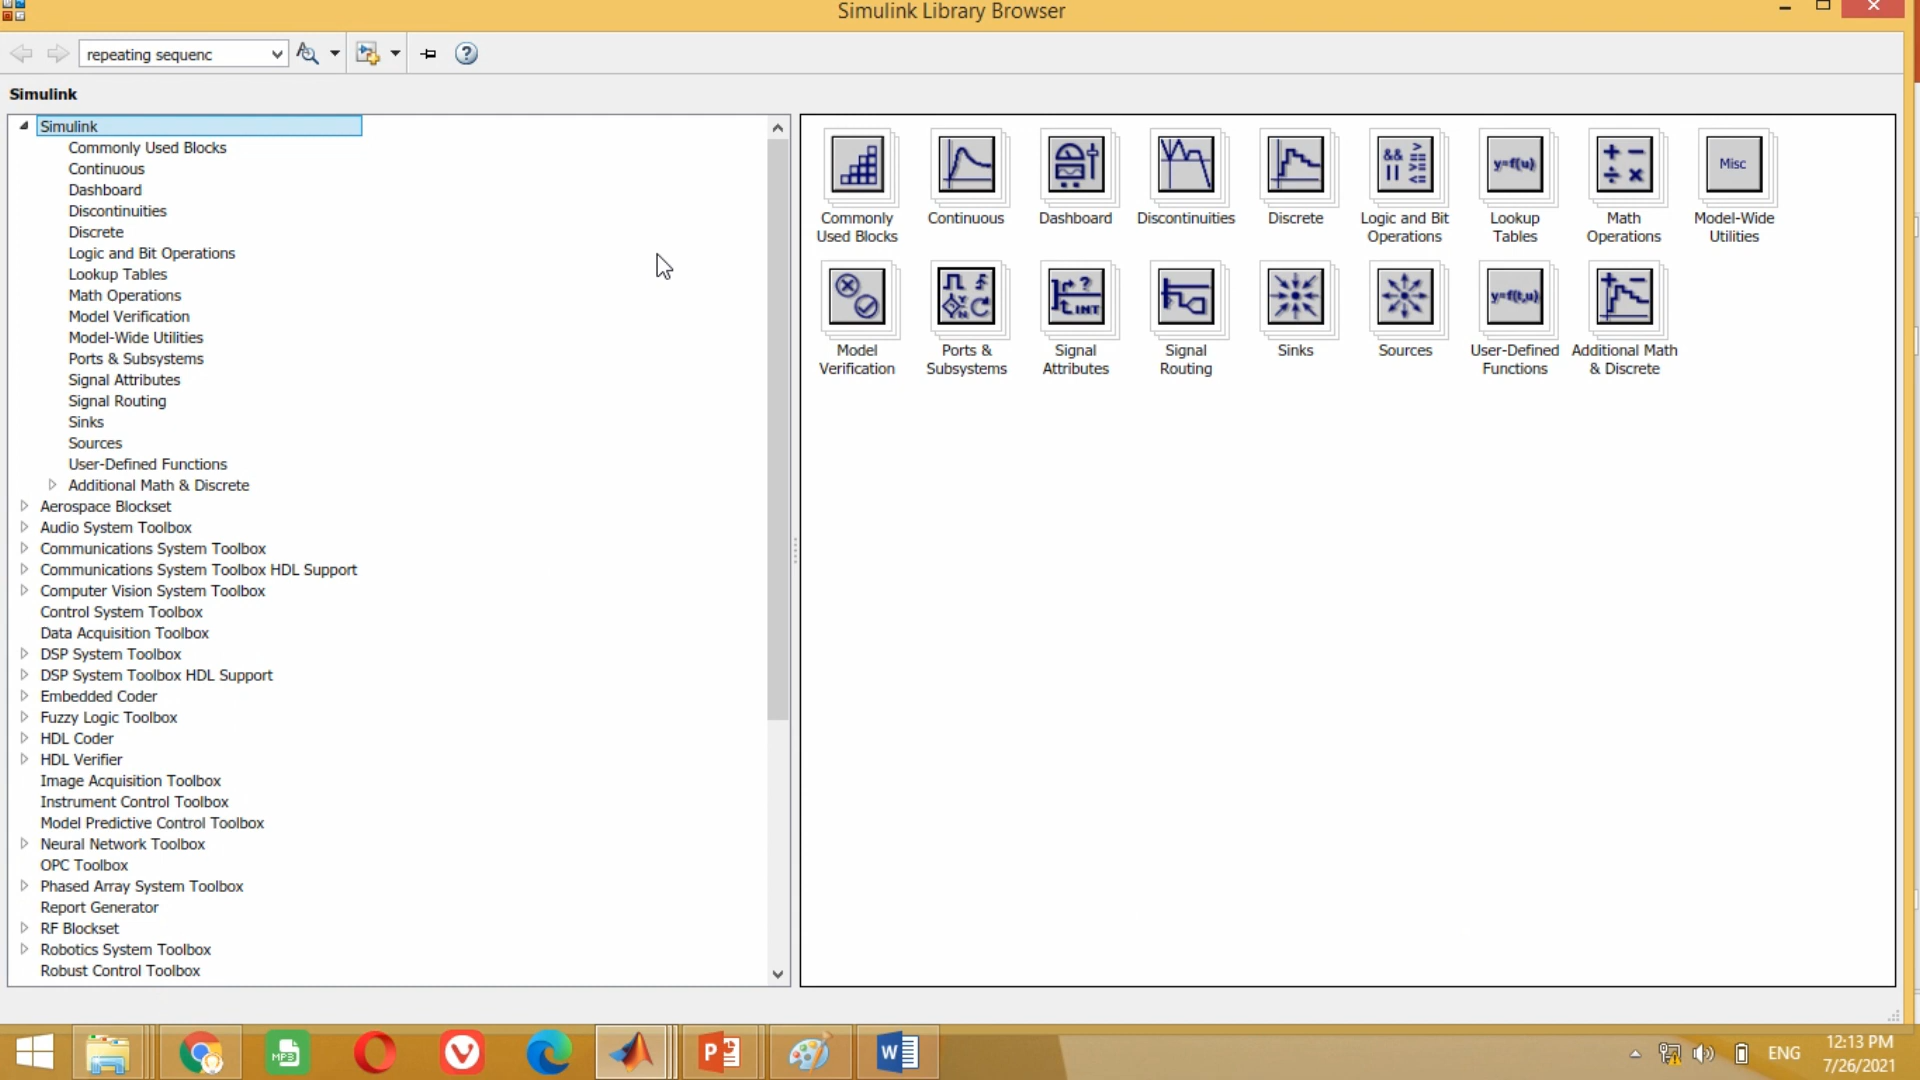 Simulink Library Browser
repeating sequenc
Simulink
Simulink
Commonly Used Blocks
Continuous
Dashboard
Discontinuities
Discrete
Logic and Bit Operations
Lookup Tables
Math Operations
Model Verification
Model-Wide Utilities
Ports & Subsystems
Signal Attributes
Signal Routing
Sinks
Sources
User-Defined Functions
Additional Math & Discrete
Aerospace Blockset
Audio System Toolbox
Communications System Toolbox
Communications System Toolbox HDL Support
Computer Vision System Toolbox
Control System Toolbox
Data Acquisition Toolbox
DSP System Toolbox
DSP System Toolbox HDL Support
Embedded Coder
Fuzzy Logic Toolbox
HDL Coder
HDL Verifier
Image Acquisition Toolbox
Instrument Control Toolbox
Model Predictive Control Toolbox
Neural Network Toolbox
OPC Toolbox
Phased Array System Toolbox
Report Generator
RF Blockset
Robotics System Toolbox
Robust Control Toolbox
&& > ==
|| <=
y=f(u)
+ −
÷ ×
Misc
Commonly Used Blocks
Continuous
Dashboard
Discontinuities
Discrete
Logic and Bit Operations
Lookup Tables
Math Operations
Model-Wide Utilities
?
INT
y=f(t,u)
Model Verification
Ports & Subsystems
Signal Attributes
Signal Routing
Sinks
Sources
User-Defined Functions
Additional Math & Discrete
MP3
P
W
ENG
12:13 PM
7/26/2021